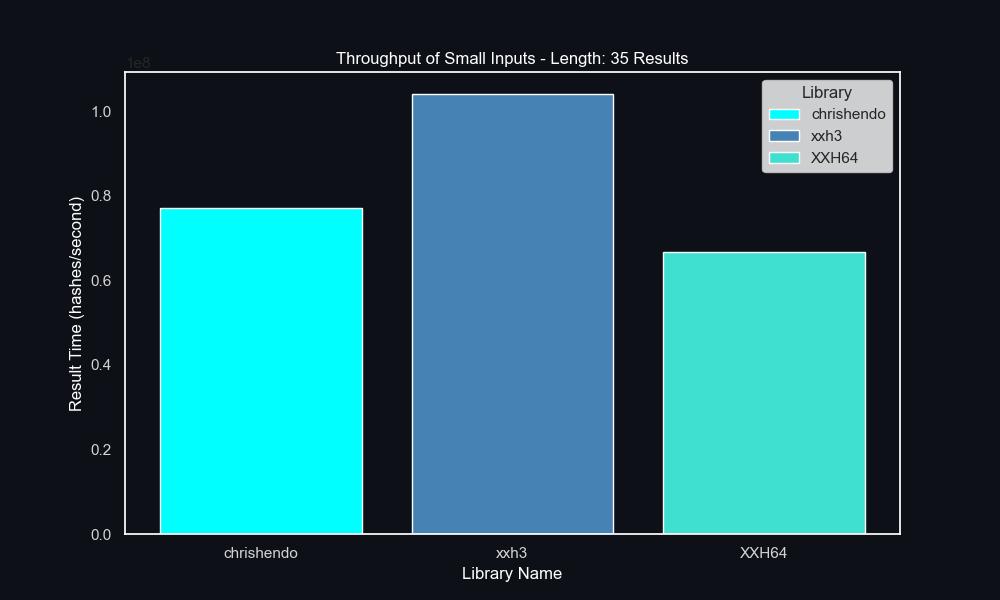 Throughput of Small Inputs - Length: 35 Results
1e8
1.0
0.8
0.6
0.4
0.2
0.0
Result Time (hashes/second)
Library
chrishendo
xxh3
XXH64
chrishendo
xxh3
XXH64
Library Name